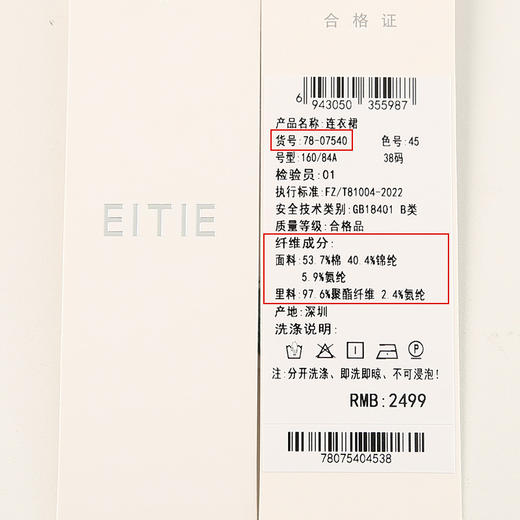 EITIE
合格证
6 943050 355987
产品名称:连衣裙
货号:78-07540 色号:45
号型:160/84A 38码
检验员:01
执行标准:FZ/T81004-2022
安全技术类别:GB18401 B类
质量等级:合格品
纤维成分:
面料:53.7%棉 40.4%锦纶
5.9%氨纶
里料:97.6%聚酯纤维 2.4%氨纶
产地:深圳
洗涤说明:
注:分开洗涤、即洗即晾、不可浸泡!
RMB:2499
78075404538